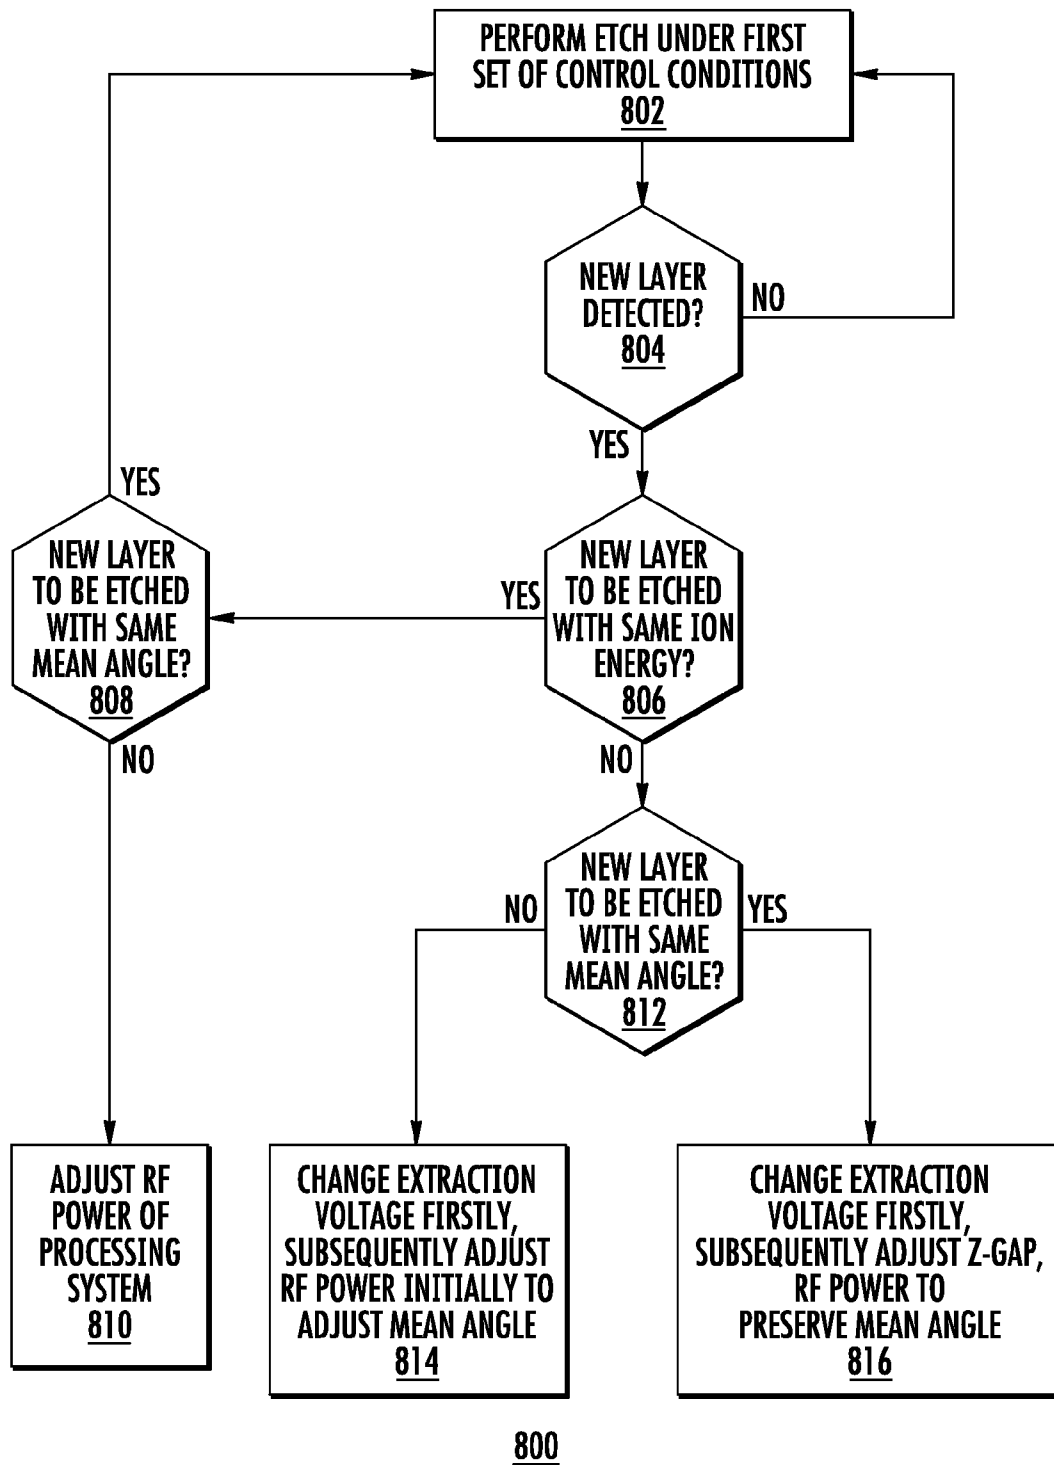 PERFORM ETCH UNDER FIRST
SET OF CONTROL CONDITIONS
802
NEW LAYER
DETECTED?
804
NO
YES
NEW LAYER
TO BE ETCHED
WITH SAME ION
ENERGY?
806
YES
NO
NEW LAYER
TO BE ETCHED
WITH SAME
MEAN ANGLE?
808
YES
NO
NEW LAYER
TO BE ETCHED
WITH SAME
MEAN ANGLE?
812
NO
YES
ADJUST RF
POWER OF
PROCESSING
SYSTEM
810
CHANGE EXTRACTION
VOLTAGE FIRSTLY,
SUBSEQUENTLY ADJUST
RF POWER INITIALLY TO
ADJUST MEAN ANGLE
814
CHANGE EXTRACTION
VOLTAGE FIRSTLY,
SUBSEQUENTLY ADJUST Z-GAP,
RF POWER TO
PRESERVE MEAN ANGLE
816
800